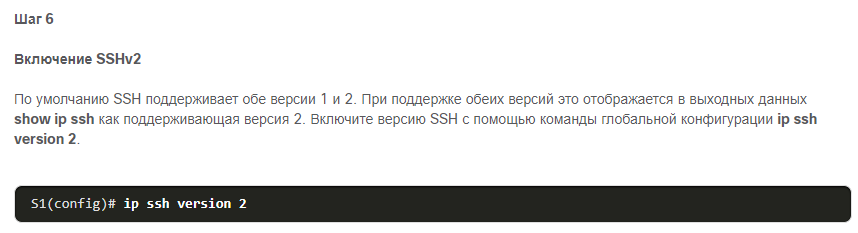 Шаг 6
Включение SSHv2
По умолчанию SSH поддерживает обе версии 1 и 2. При поддержке обеих версий это отображается в выходных данных
show ip ssh как поддерживающая версия 2. Включите версию SSH с помощью команды глобальной конфигурации ip ssh
version 2.
S1(config)# ip ssh version 2